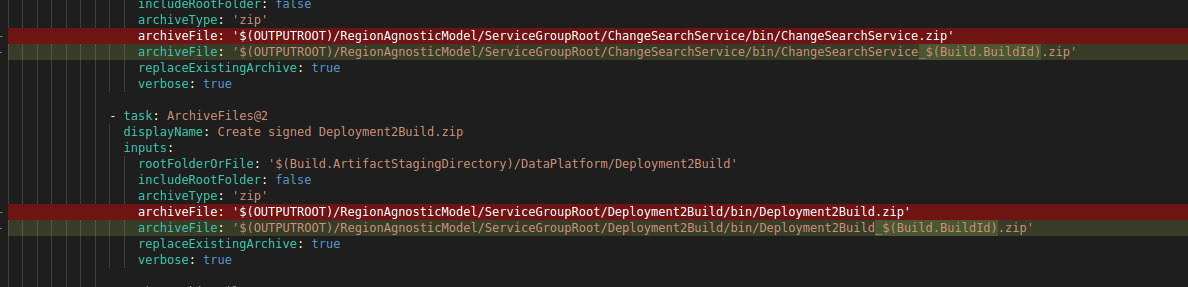 includeRootFolder: false
archiveType: 'zip'
archiveFile: '$(OUTPUTROOT)/RegionAgnosticModel/ServiceGroupRoot/ChangeSearchService/bin/ChangeSearchService.zip'
archiveFile: '$(OUTPUTROOT)/RegionAgnosticModel/ServiceGroupRoot/ChangeSearchService/bin/ChangeSearchService_$(Build.BuildId).zip'
replaceExistingArchive: true
verbose: true
- task: ArchiveFiles@2
displayName: Create signed Deployment2Build.zip
inputs:
rootFolderOrFile: '$(Build.ArtifactStagingDirectory)/DataPlatform/Deployment2Build'
includeRootFolder: false
archiveType: 'zip'
archiveFile: '$(OUTPUTROOT)/RegionAgnosticModel/ServiceGroupRoot/Deployment2Build/bin/Deployment2Build.zip'
archiveFile: '$(OUTPUTROOT)/RegionAgnosticModel/ServiceGroupRoot/Deployment2Build/bin/Deployment2Build_$(Build.BuildId).zip'
replaceExistingArchive: true
verbose: true